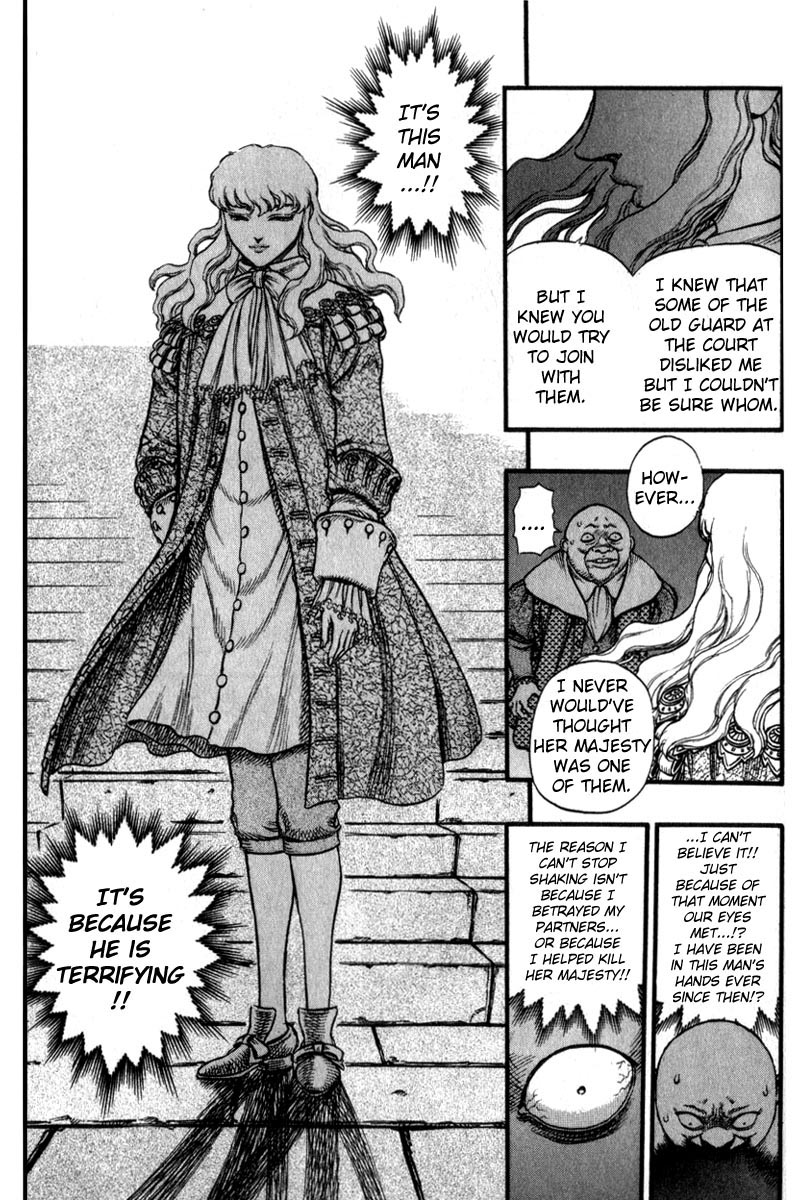 I KNEW THAT
SOME OF THE
OLD GUARD AT
THE COURT
DISLIKED ME
BUT I COULDN'T
BE SURE WHOM.
BUT I
KNEW YOU
WOULD TRY
TO JOIN
WITH
THEM.
HOW-
EVER...
....
I NEVER
WOULD'VE
THOUGHT
HER MAJESTY
WAS ONE
OF THEM.
...I CAN'T
BELIEVE IT!!
JUST
BECAUSE OF
THAT MOMENT
OUR EYES
MET...!?
I HAVE BEEN
IN THIS MAN'S
HANDS EVER
SINCE THEN!?
THE REASON I
CAN'T STOP
SHAKING ISN'T
BECAUSE I
BETRAYED MY
PARTNERS...
OR BECAUSE
I HELPED KILL
HER MAJESTY!!
IT'S
THIS
MAN
...!!
IT'S
BECAUSE
HE IS
TERRIFYING
!!